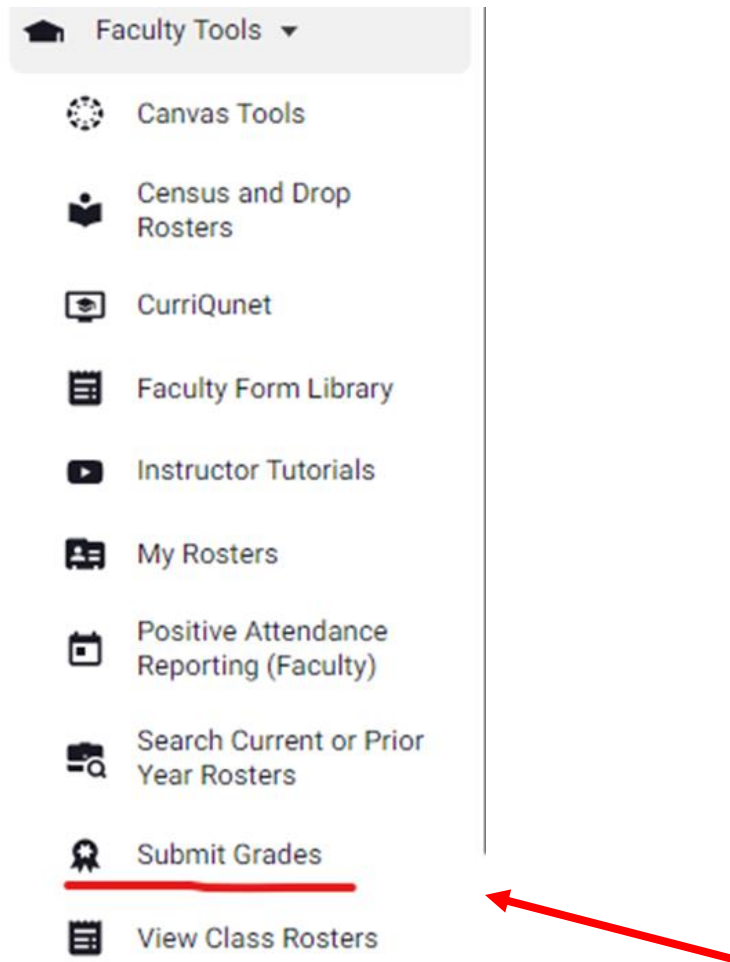 Faculty Tools
Canvas Tools
Census and Drop
Rosters
CurriQunet
Faculty Form Library
Instructor Tutorials
My Rosters
Positive Attendance
Reporting (Faculty)
Search Current or Prior
Year Rosters
Submit Grades
View Class Rosters